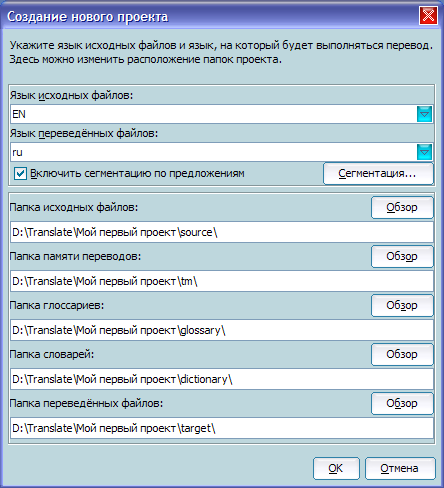 Создание нового проекта
Укажите язык исходных файлов и язык, на который будет выполняться перевод.
Здесь можно изменить расположение папок проекта.
Язык исходных файлов:
EN
Язык переведённых файлов:
ru
Включить сегментацию по предложениям
Сегментация...
Папка исходных файлов:
Обзор
D:\Translate\Мой первый проект\source\
Папка памяти переводов:
Обзор
D:\Translate\Мой первый проект\tm\
Папка глоссариев:
Обзор
D:\Translate\Мой первый проект\glossary\
Папка словарей:
Обзор
D:\Translate\Мой первый проект\dictionary\
Папка переведённых файлов:
Обзор
D:\Translate\Мой первый проект\target\
OK
Отмена